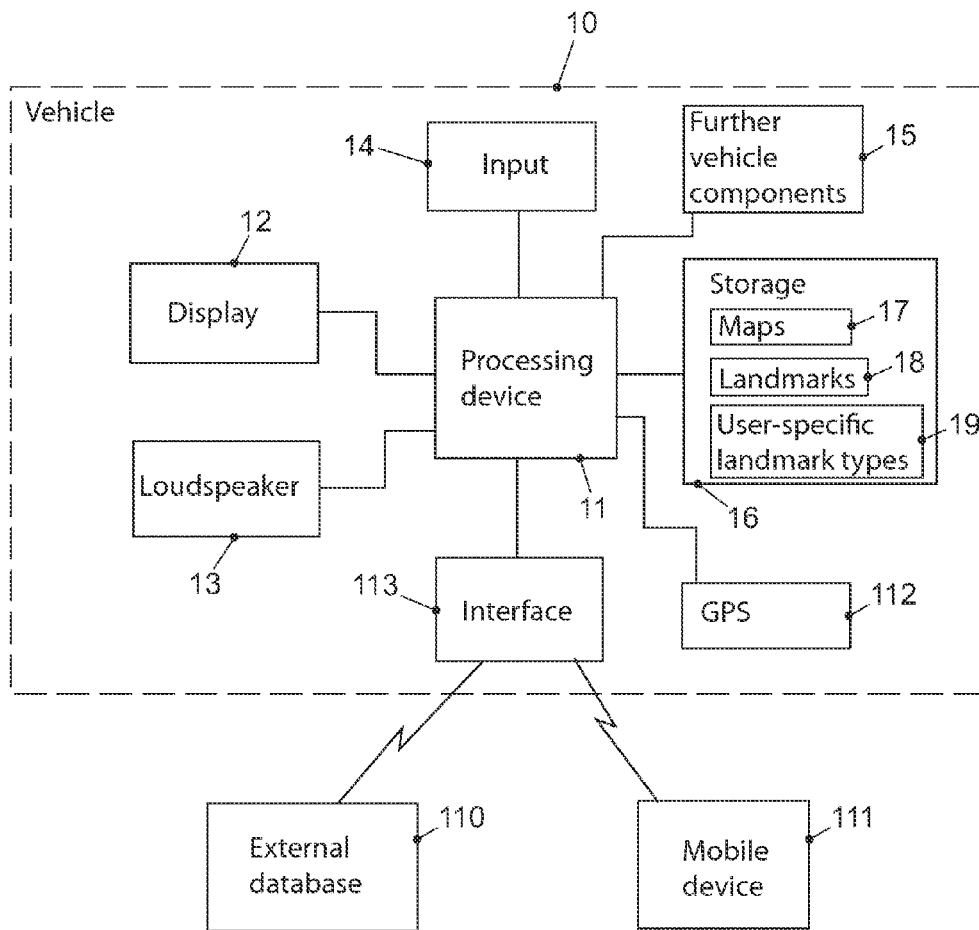 10
Vehicle
14
Input
Further
vehicle
components
15
12
Display
Processing
device
11
Storage
Maps
17
Landmarks
18
User-specific
landmark types
19
16
Loudspeaker
13
113
Interface
GPS
112
External
database
110
Mobile
device
111